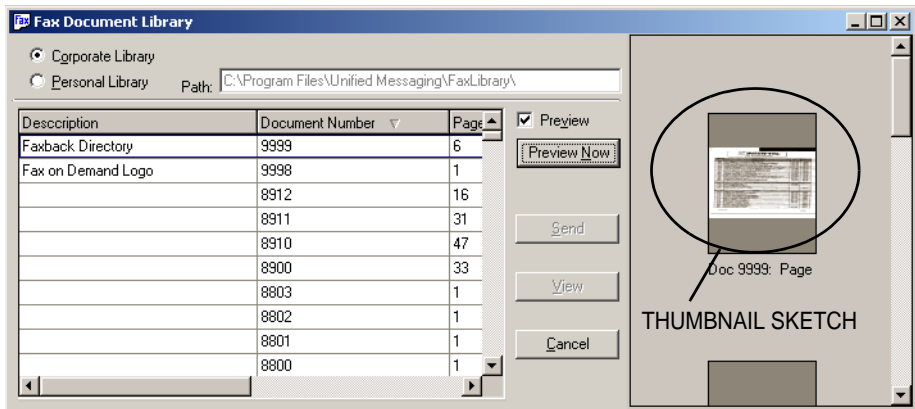 Fax Fax Document Library
Corporate Library
Personal Library Path: C:\Program Files\Unified Messaging\FaxLibrary\
Desccription Document Number Page
Faxback Directory 9999 6
Fax on Demand Logo 9998 1
8912 16
8911 31
8910 47
8900 33
8803 1
8802 1
8801 1
8800 1
Preview
Preview Now
Send
View
Cancel
Doc 9999: Page
THUMBNAIL SKETCH